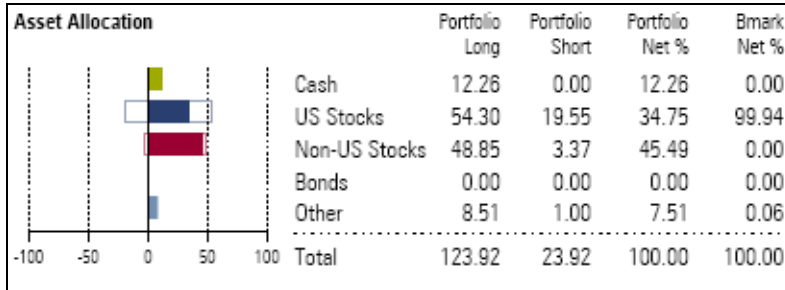 Asset Allocation Portfolio Portfolio Portfolio Bmark
Long Short Net % Net %
Cash 12.26 0.00 12.26 0.00
US Stocks 54.30 19.55 34.75 99.94
Non-US Stocks 48.85 3.37 45.49 0.00
Bonds 0.00 0.00 0.00 0.00
Other 8.51 1.00 7.51 0.06
-100 -50 0 50 100 Total 123.92 23.92 100.00 100.00